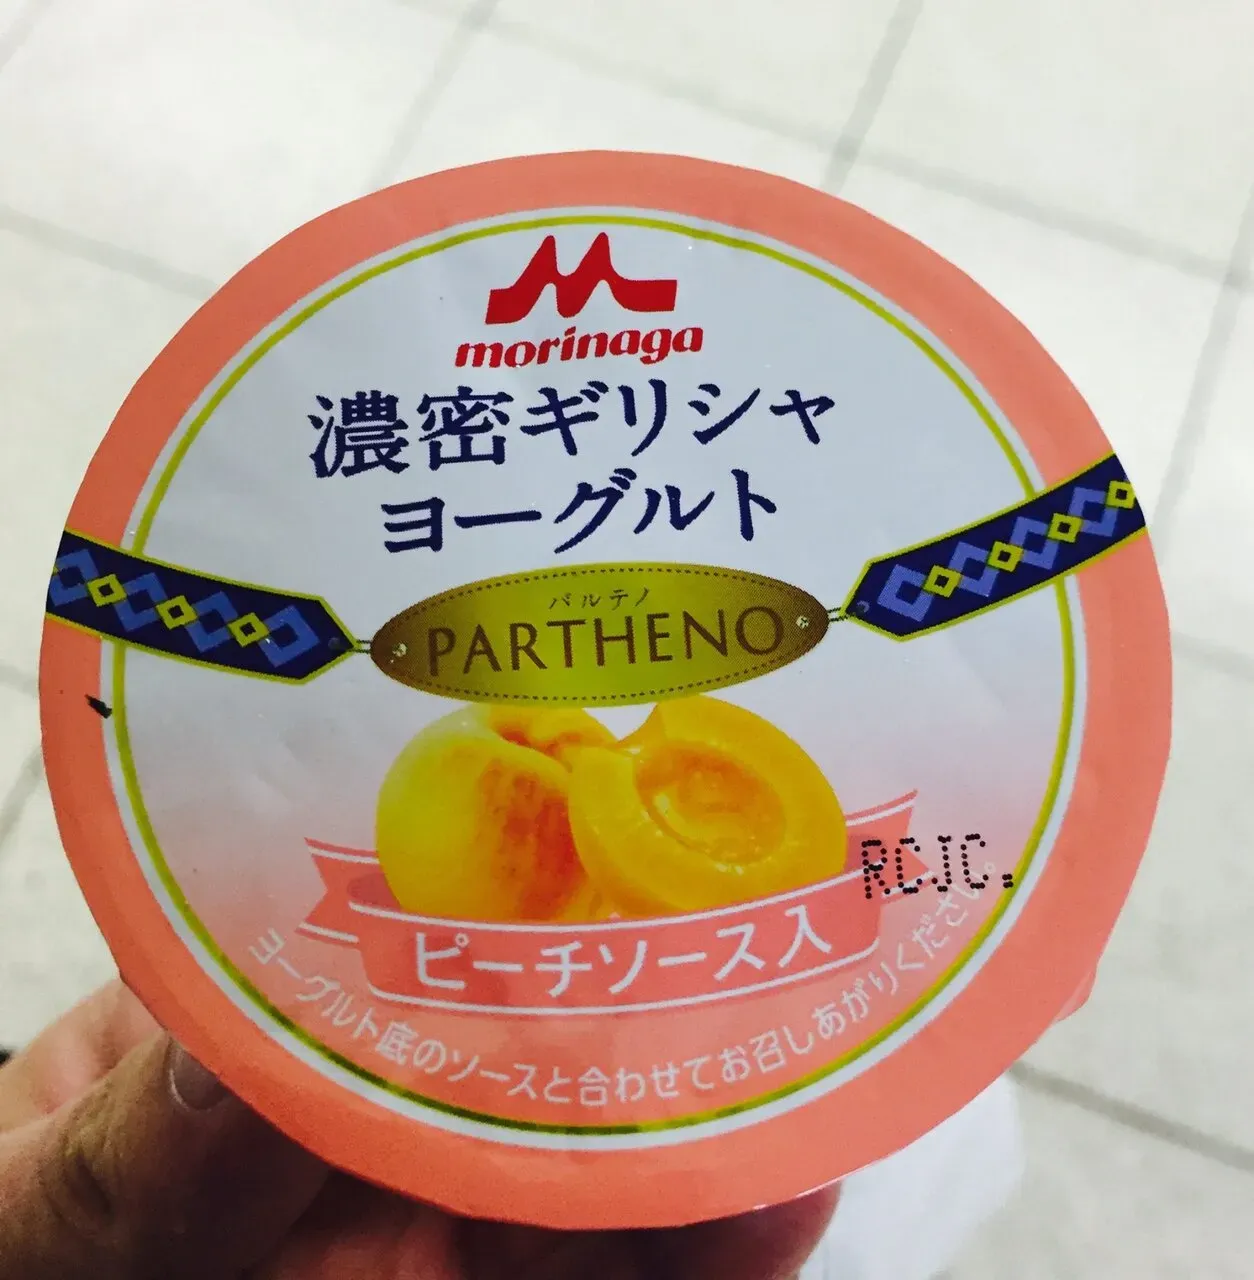 morinaga
濃密ギリシャ
ヨーグルト
パルテノ
PARTHENO
RCJC.
ピーチソース入
ヨーグルト底のソースと合わせてお召しあがりください。